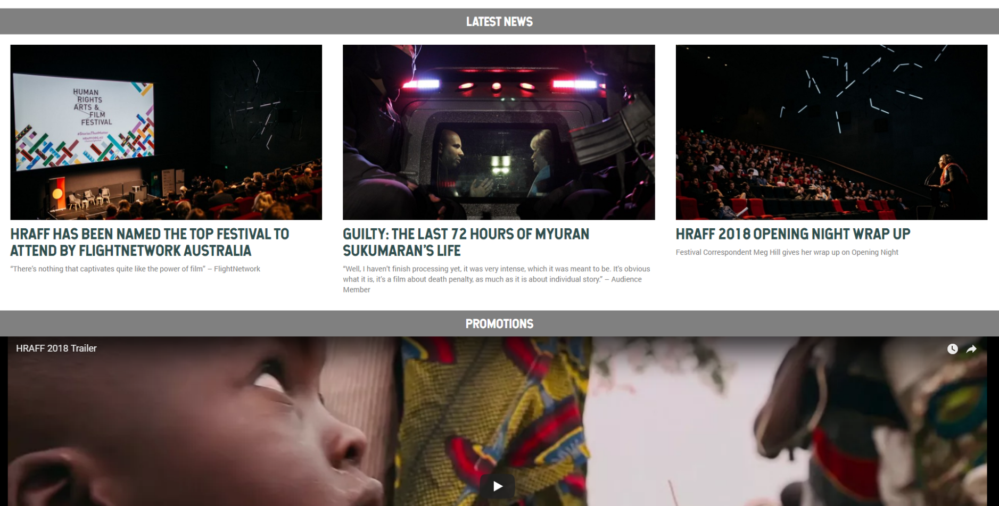 LATEST NEWS
HUMAN
RIGHTS
ARTS &
FILM
FESTIVAL
#StoriesThatMatter
HRAFF.ORG.AU
HRAFF HAS BEEN NAMED THE TOP FESTIVAL TO
ATTEND BY FLIGHTNETWORK AUSTRALIA
“There’s nothing that captivates quite like the power of film” – FlightNetwork
GUILTY: THE LAST 72 HOURS OF MYURAN
SUKUMARAN’S LIFE
“Well, I haven’t finish processing yet, it was very intense, which it was meant to be. It’s obvious
what it is, it’s a film about death penalty, as much as it is about individual story.” – Audience
Member
HRAFF 2018 OPENING NIGHT WRAP UP
Festival Correspondent Meg Hill gives her wrap up on Opening Night
PROMOTIONS
HRAFF 2018 Trailer